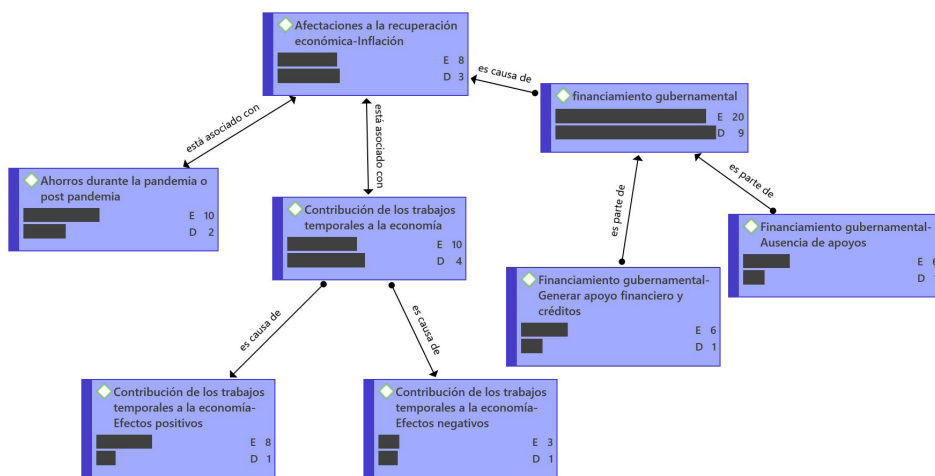 Afectaciones a la recuperación
económica-Inflación
E 8
D 3
es causa de
financiamiento gubernamental
E 20
D 9
está asociado con
está asociado con
Ahorros durante la pandemia o
post pandemia
E 10
D 2
Contribución de los trabajos
temporales a la economía
E 10
D 4
es parte de
es parte de
Financiamiento gubernamental-
Ausencia de apoyos
E 6
D
Financiamiento gubernamental-
Generar apoyo financiero y
créditos
E 6
D 1
es causa de
es causa de
Contribución de los trabajos
temporales a la economía-
Efectos positivos
E 8
D 1
Contribución de los trabajos
temporales a la economía-
Efectos negativos
E 3
D 1